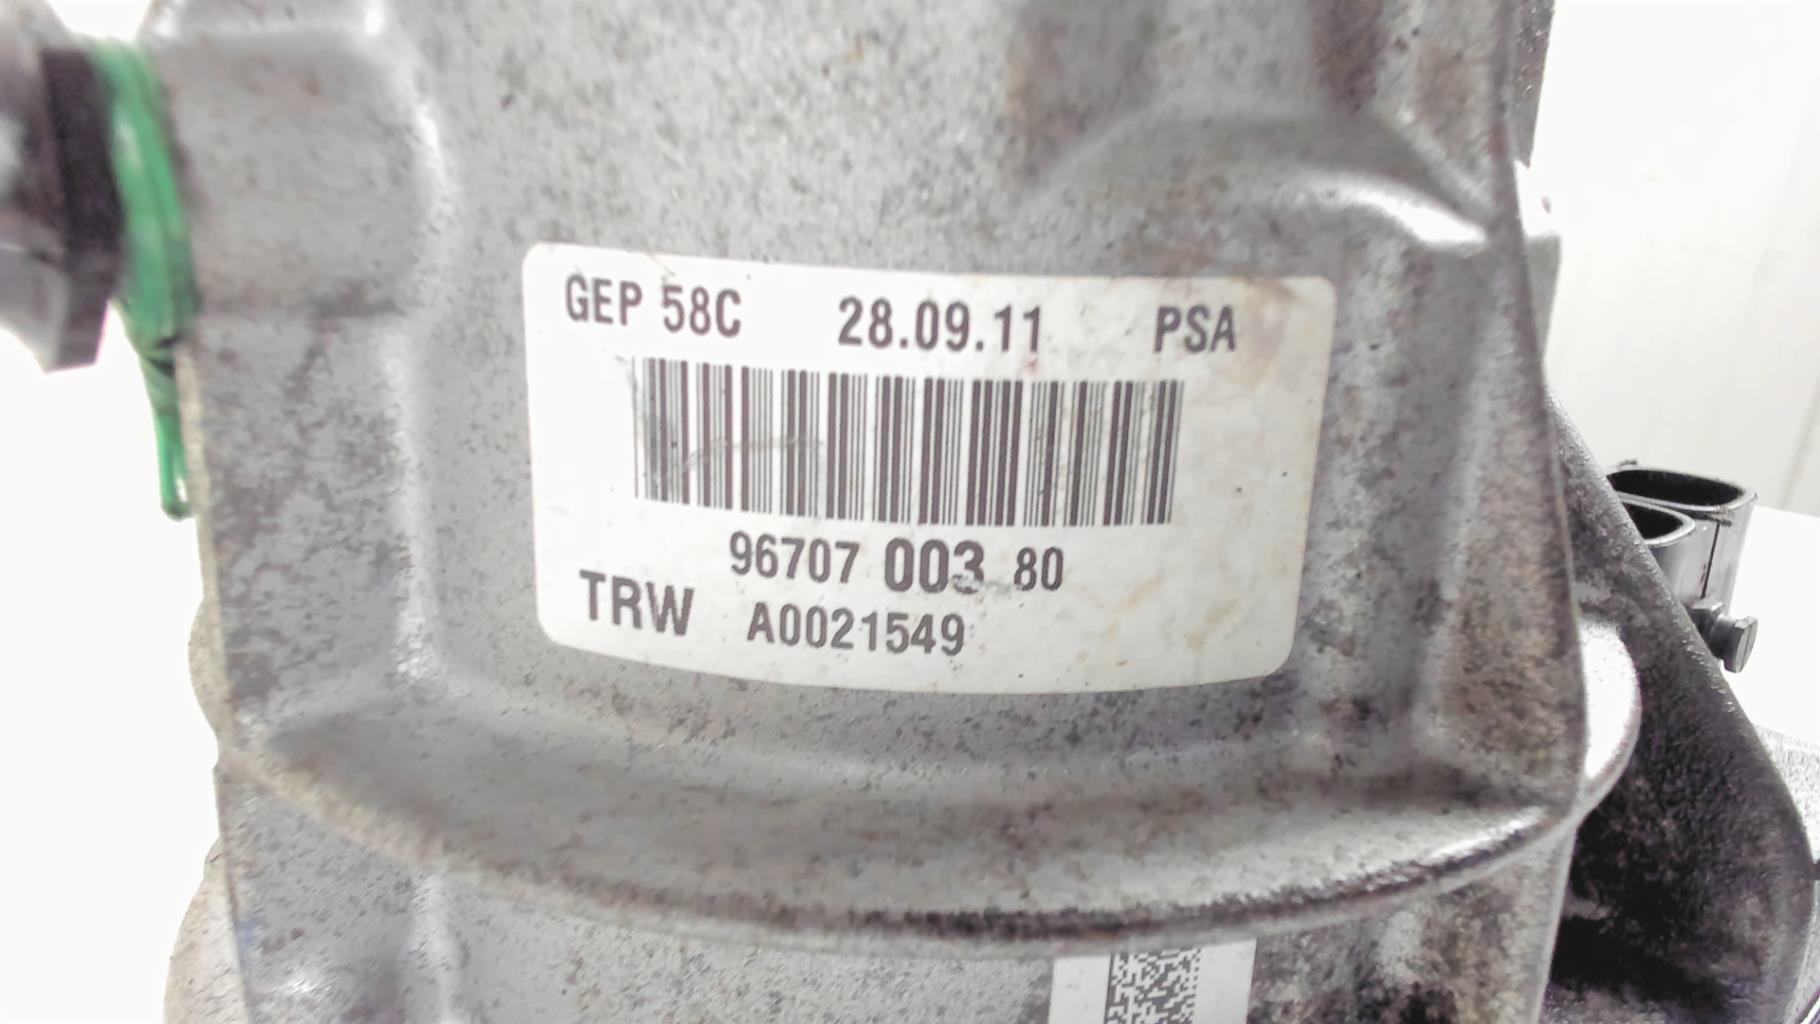 GEP 58C 28.09.11 PSA
96707 003 80
TRW A0021549